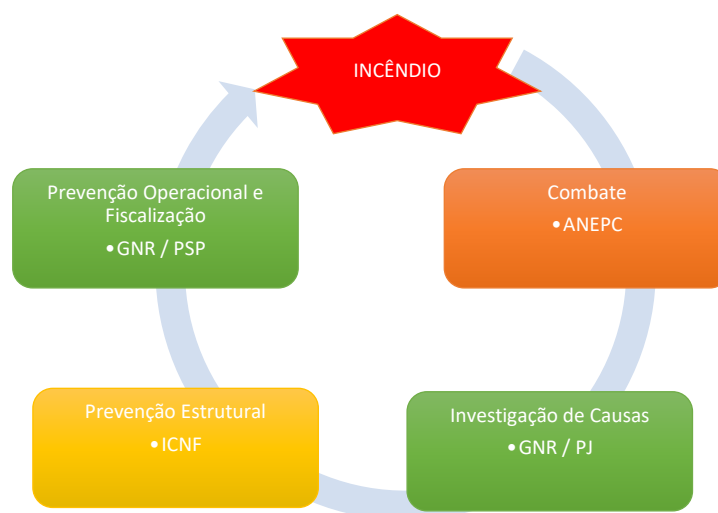 INCÊNDIO
Combate
•ANEPC
Investigação de Causas
•GNR / PJ
Prevenção Estrutural
•ICNF
Prevenção Operacional e
Fiscalização
•GNR / PSP